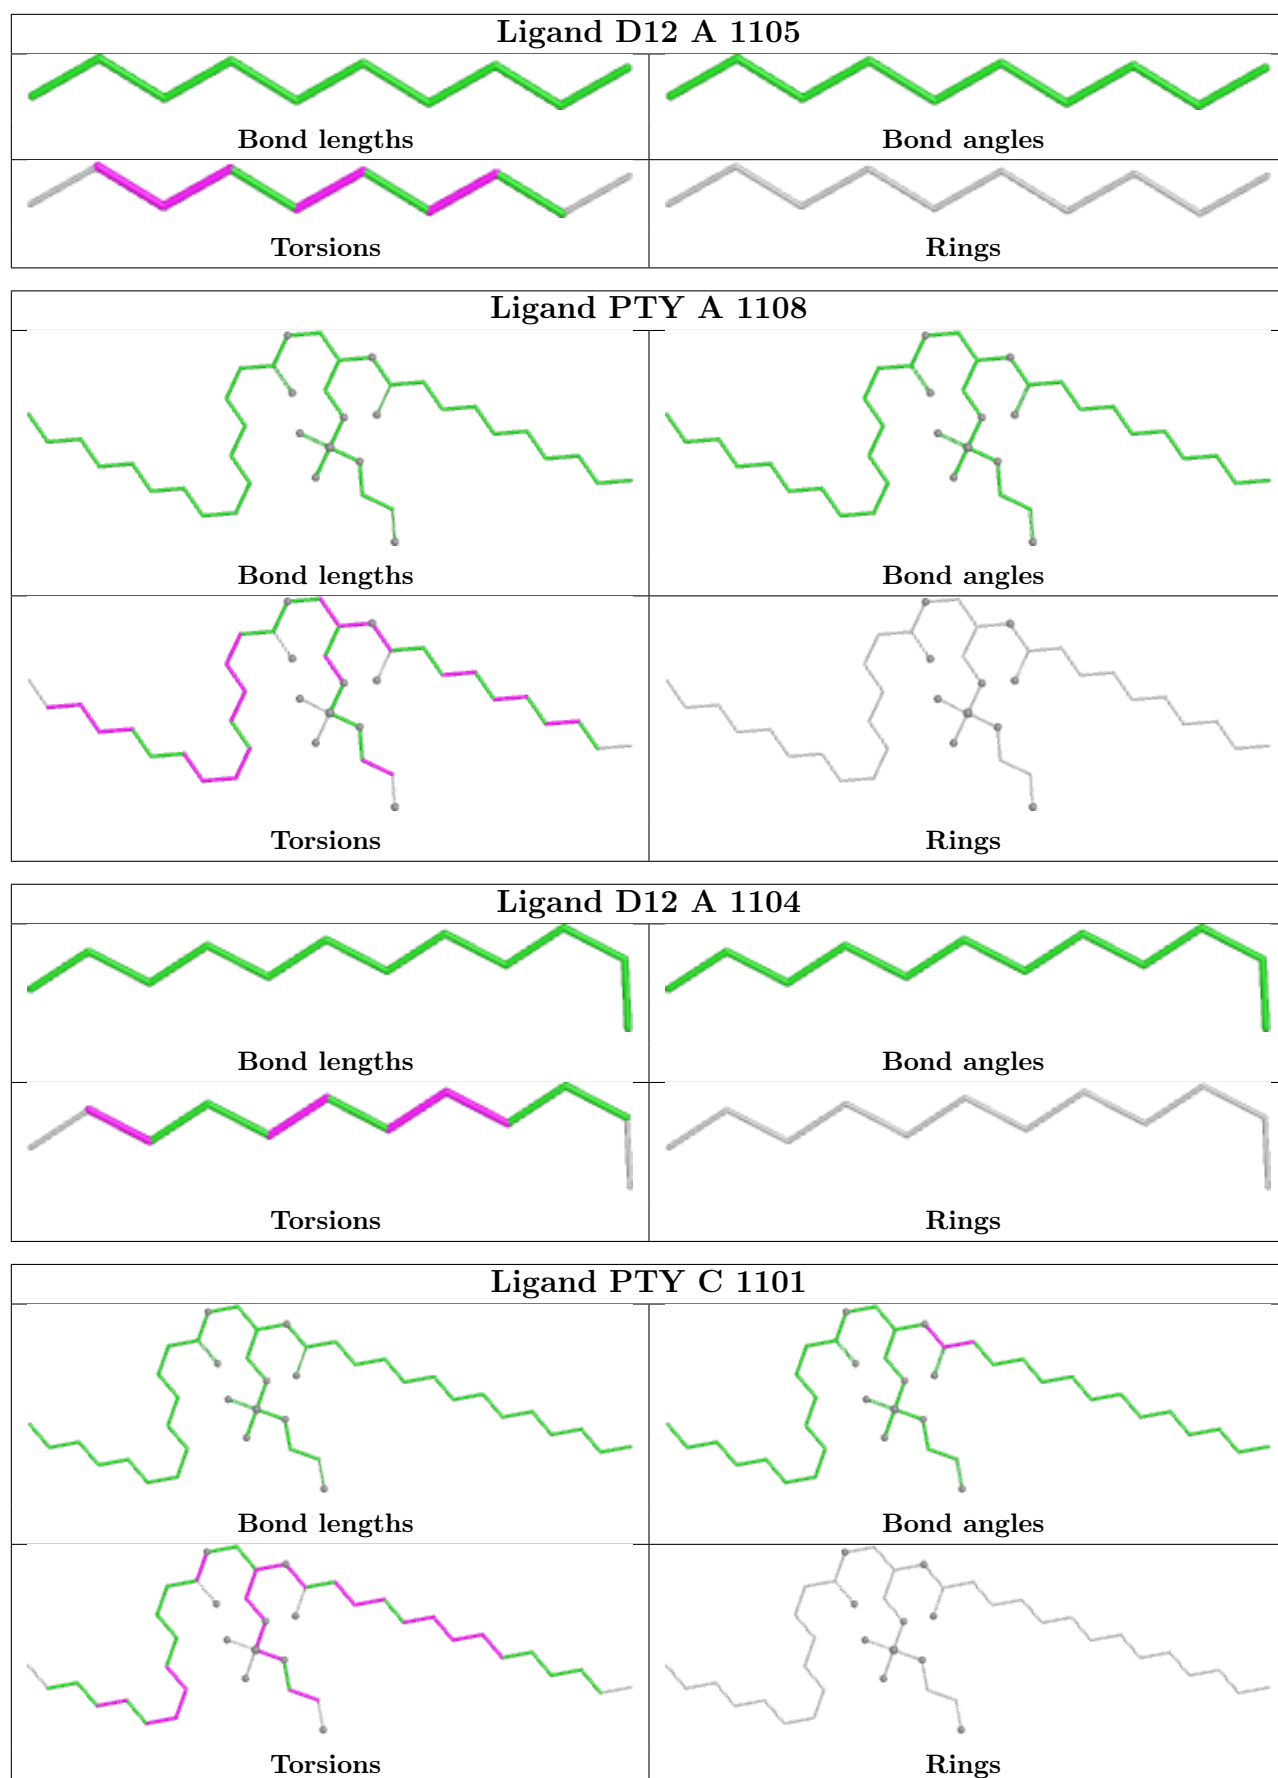 Ligand D12 A 1105
Bond lengths
Bond angles
Torsions
Rings
Ligand PTY A 1108
Bond lengths
Bond angles
Torsions
Rings
Ligand D12 A 1104
Bond lengths
Bond angles
Torsions
Rings
Ligand PTY C 1101
Bond lengths
Bond angles
Torsions
Rings